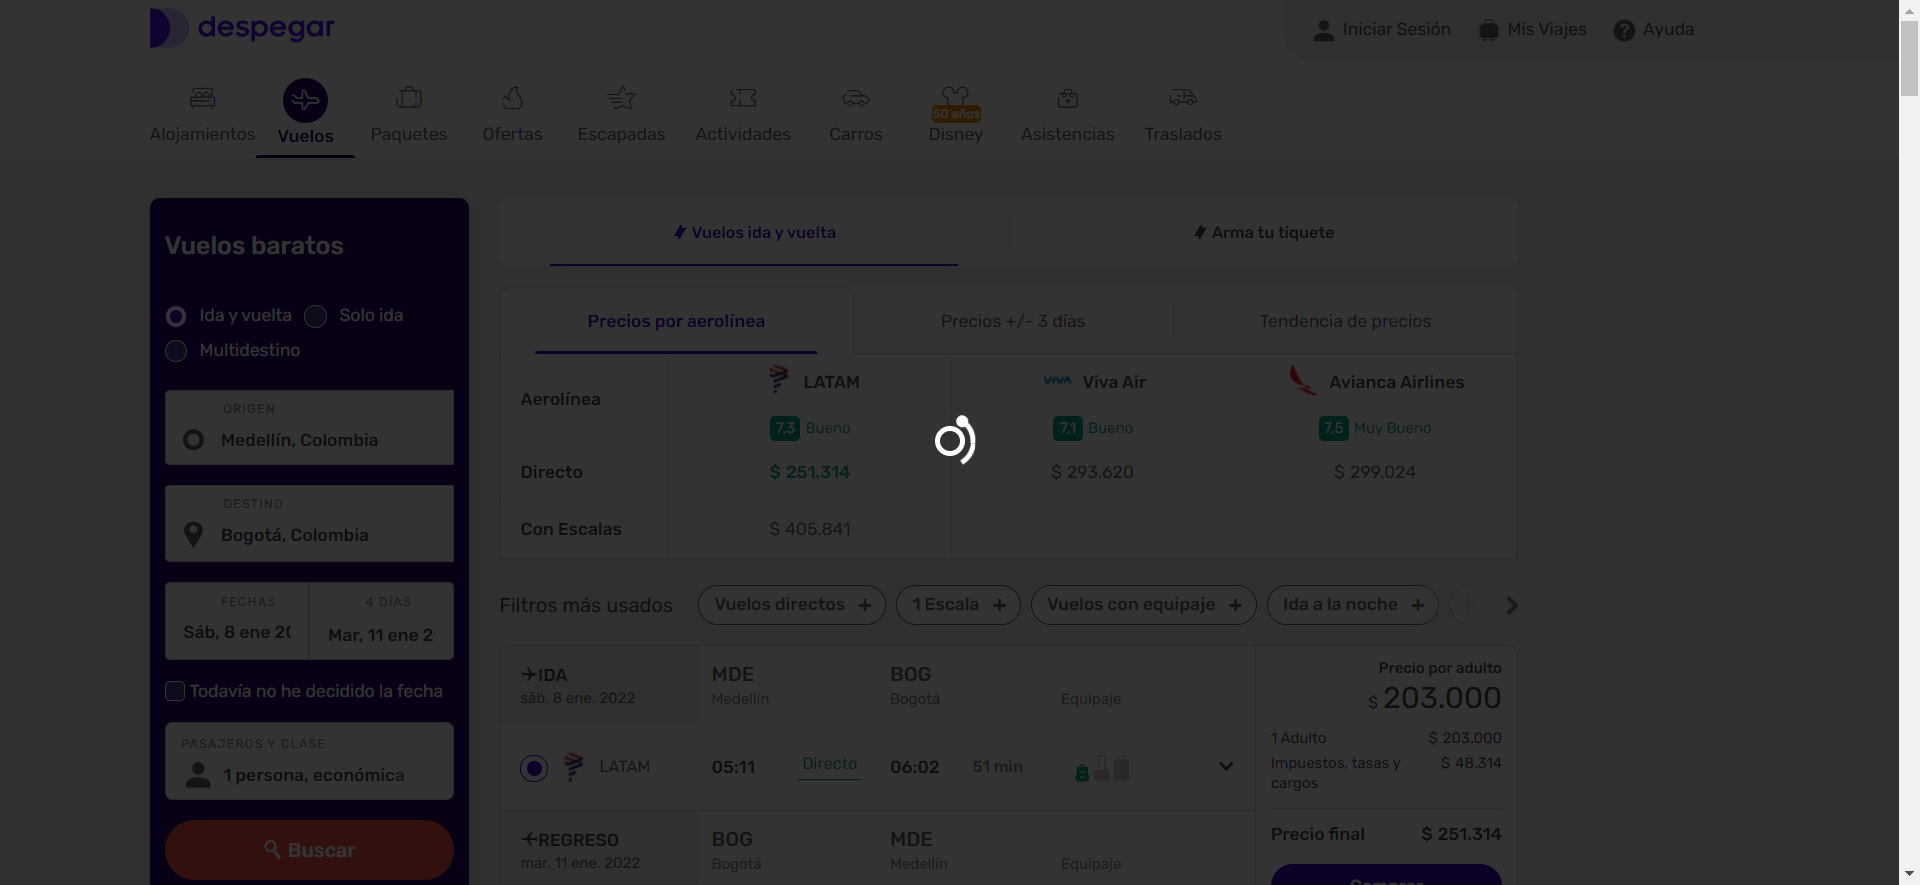 despegar
Iniciar Sesión
Mis Viajes
Ayuda
Alojamientos
Vuelos
Paquetes
Ofertas
Escapadas
Actividades
Carros
50 años
Disney
Asistencias
Traslados
Vuelos baratos
Ida y vuelta
Solo ida
Multidestino
ORIGEN
Medellín, Colombia
DESTINO
Bogotá, Colombia
FECHAS
Sáb, 8 ene
4 DÍAS
Mar, 11 ene 2
Todavía no he decidido la fecha
PASAJEROS Y CLASE
1 persona, económica
Buscar
Vuelos ida y vuelta
Arma tu tiquete
Precios por aerolínea
Precios +/- 3 días
Tendencia de precios
Aerolínea
LATAM
VIVA
Viva Air
Avianca Airlines
7,3 Bueno
7,1 Bueno
7,5 Muy Bueno
Directo
$ 251.314
$ 293.620
$ 299.024
Con Escalas
$ 405.841
Filtros más usados
Vuelos directos +
1 Escala +
Vuelos con equipaje +
Ida a la noche +
IDA
sáb. 8 ene. 2022
MDE
Medellín
BOG
Bogotá
Equipaje
LATAM
05:11
Directo
06:02
51 min
REGRESO
mar. 11 ene. 2022
BOG
Bogotá
MDE
Medellín
Equipaje
Precio por adulto
$ 203.000
1 Adulto
$ 203.000
Impuestos, tasas y
cargos
$ 48.314
Precio final
$ 251.314
Comprar